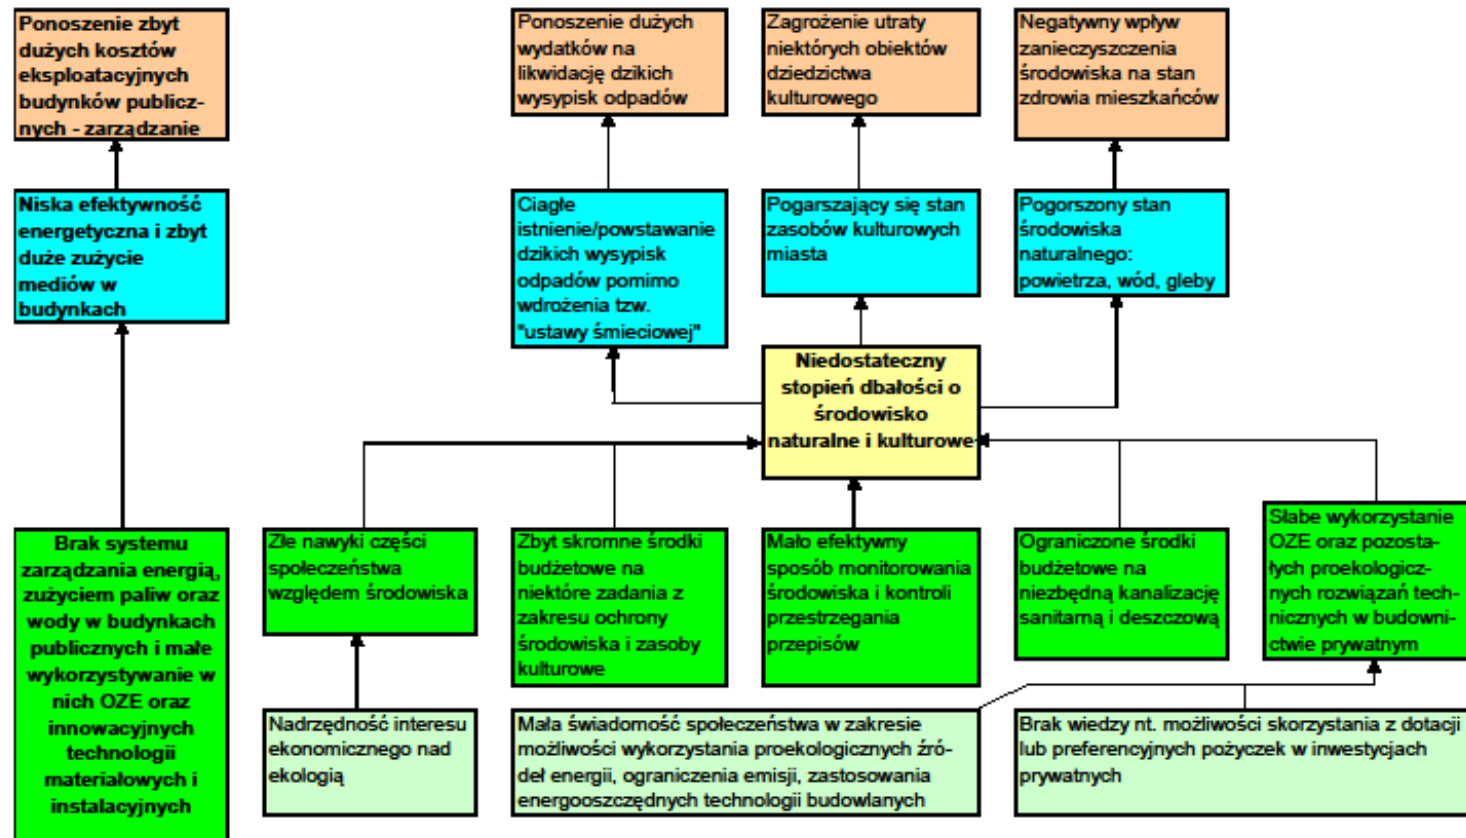 Ponoszenie zbyt
dużych kosztów
eksploatacyjnych
budynków publicz-
nych - zarządzanie
Ponoszenie dużych
wydatków na
likwidację dzikich
wysypisk odpadów
Zagrożenie utraty
niektórych obiektów
dziedzictwa
kulturowego
Negatywny wpływ
zanieczyszczenia
środowiska na stan
zdrowia mieszkańców
Niska efektywność
energetyczna i zbyt
duże zużycie
mediów w
budynkach
Ciagłe
istnienie/powstawanie
dzikich wysypisk
odpadów pomimo
wdrożenia tzw.
"ustawy śmieciowej"
Pogarszający się stan
zasobów kulturowych
miasta
Pogorszony stan
środowiska
naturalnego:
powietrza, wód, gleby
Niedostateczny
stopień dbałości o
środowisko
naturalne i kulturowe
Brak systemu
zarządzania energią,
zużyciem paliw oraz
wody w budynkach
publicznych i małe
wykorzystywanie w
nich OZE oraz
innowacyjnych
technologii
materiałowych i
instalacyjnych
Złe nawyki części
społeczeństwa
względem środowiska
Zbyt skromne środki
budżetowe na
niektóre zadania z
zakresu ochrony
środowiska i zasoby
kulturowe
Mało efektywny
sposób monitorowania
środowiska i kontroli
przestrzegania
przepisów
Ograniczone środki
budżetowe na
niezbędną kanalizację
sanitarną i deszczową
Słabe wykorzystanie
OZE oraz pozosta-
łych proekologicz-
nych rozwiązań tech-
nicznych w budowni-
ctwie prywatnym
Nadrzędność interesu
ekonomicznego nad
ekologią
Mała świadomość społeczeństwa w zakresie
możliwości wykorzystania proekologicznych źró-
deł energii, ograniczenia emisji, zastosowania
energooszczędnych technologii budowlanych
Brak wiedzy nt. możliwości skorzystania z dotacji
lub preferencyjnych pożyczek w inwestycjach
prywatnych